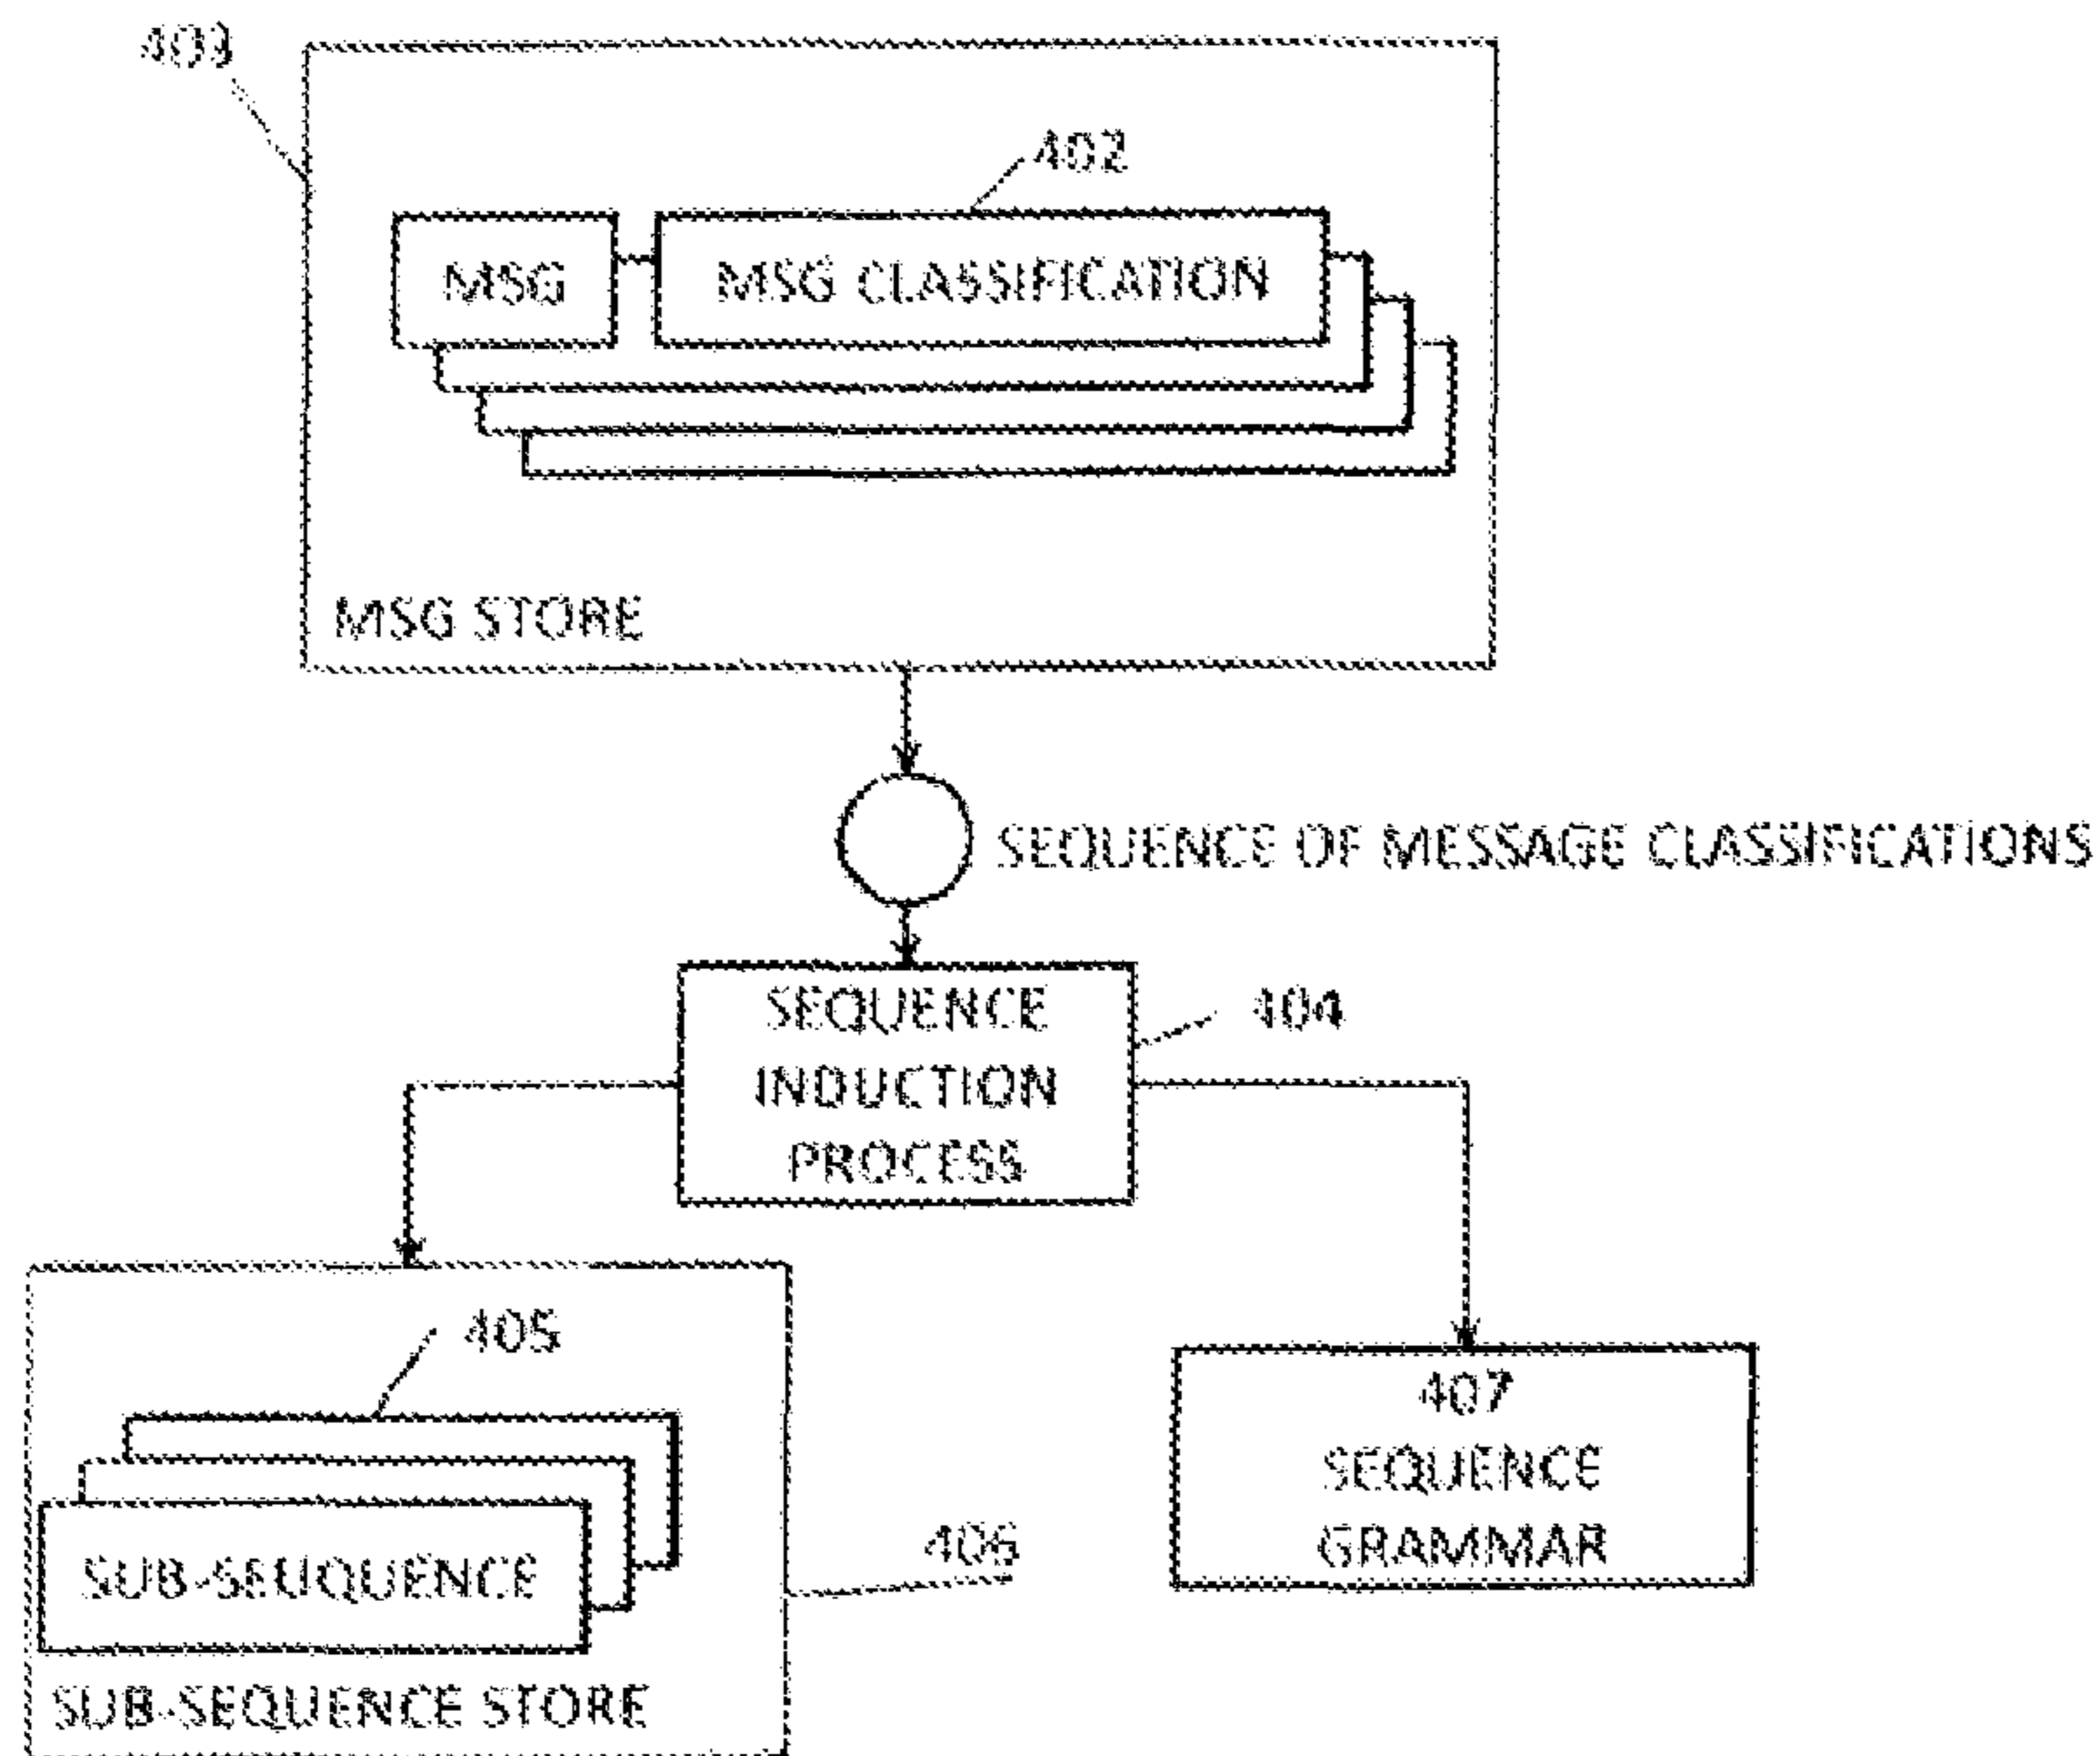 403
402
MSG
MSG CLASSIFICATION
MSG STORE
SEQUENCE OF MESSAGE CLASSIFICATIONS
SEQUENCE
INDUCTION
PROCESS
404
405
SUB-SEUQUENCE
SUB-SEQUENCE STORE
406
407
SEQUENCE
GRAMMAR